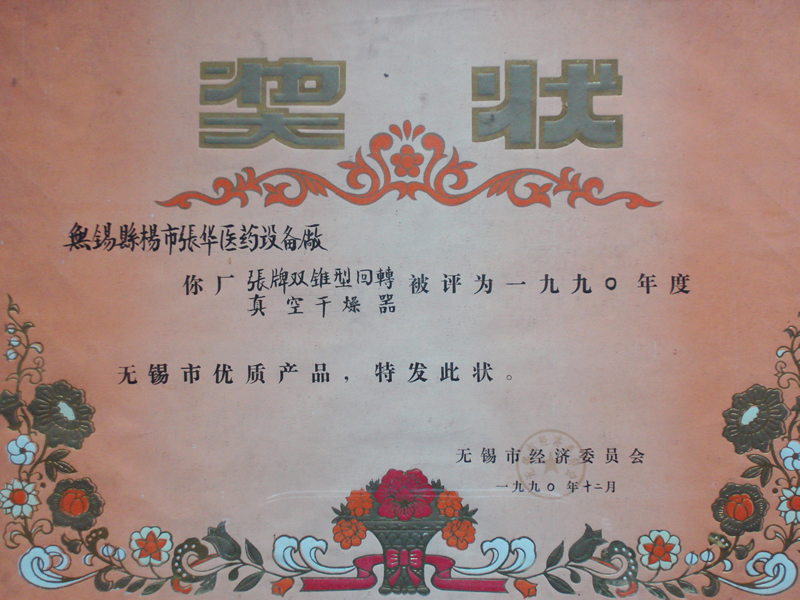 奖状
無锡縣楊市張华医药设备廠
你厂張牌双锥型回轉真空干燥器被评为一九九〇年度
无锡市优质产品，特发此状。
无锡市经济委员会
一九九〇年十二月